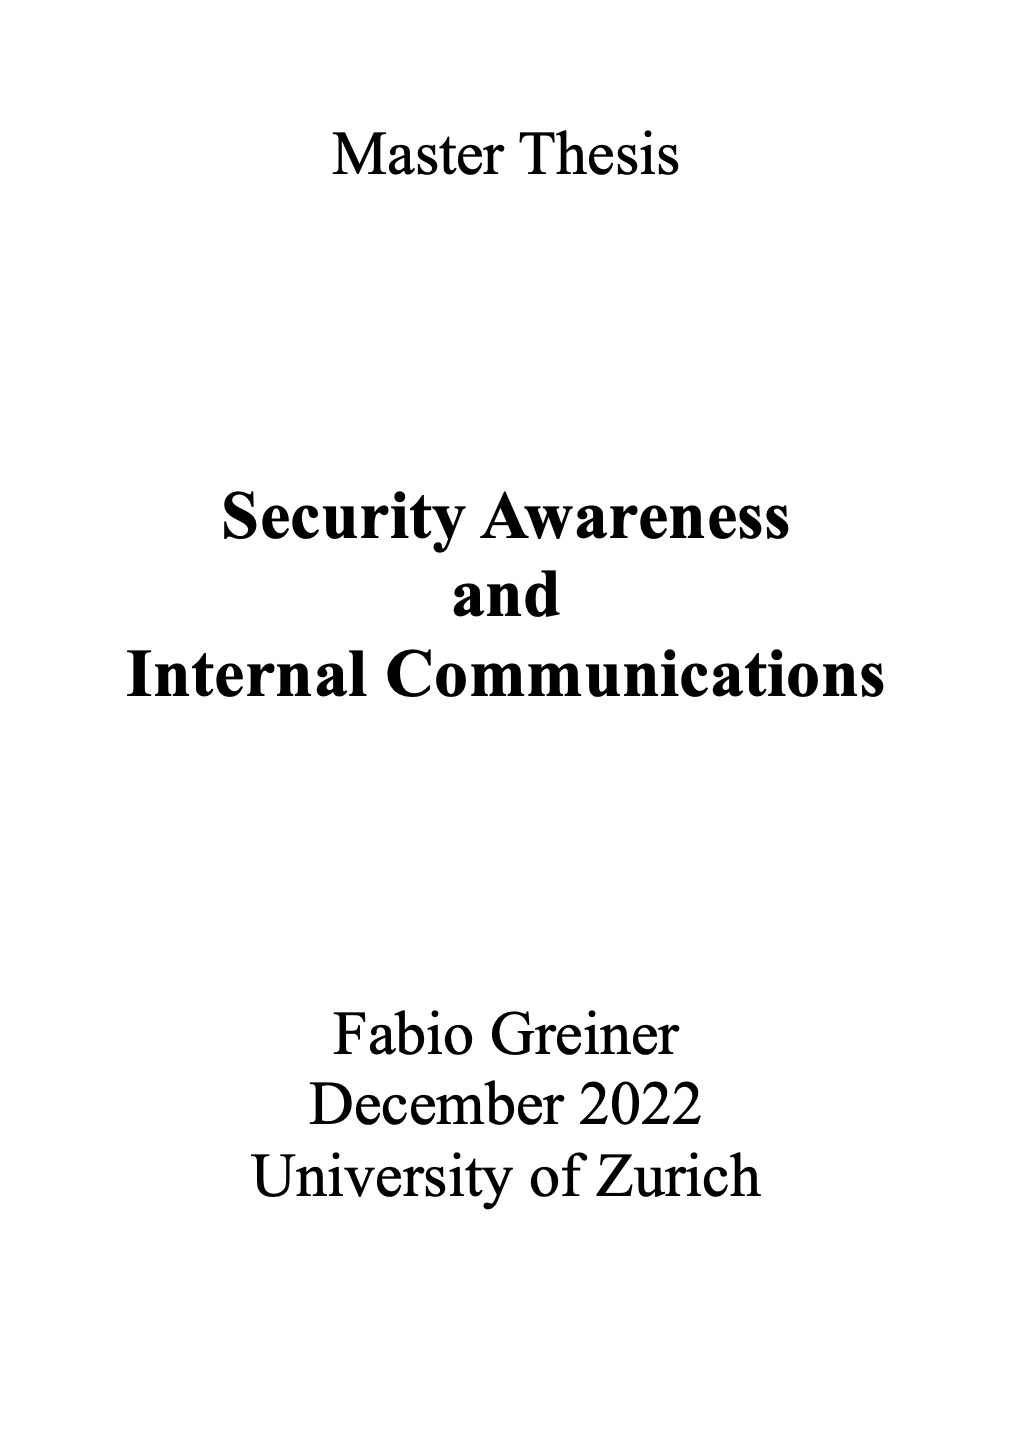 Master Thesis
Security Awareness
and
Internal Communications
Fabio Greiner
December 2022
University of Zurich